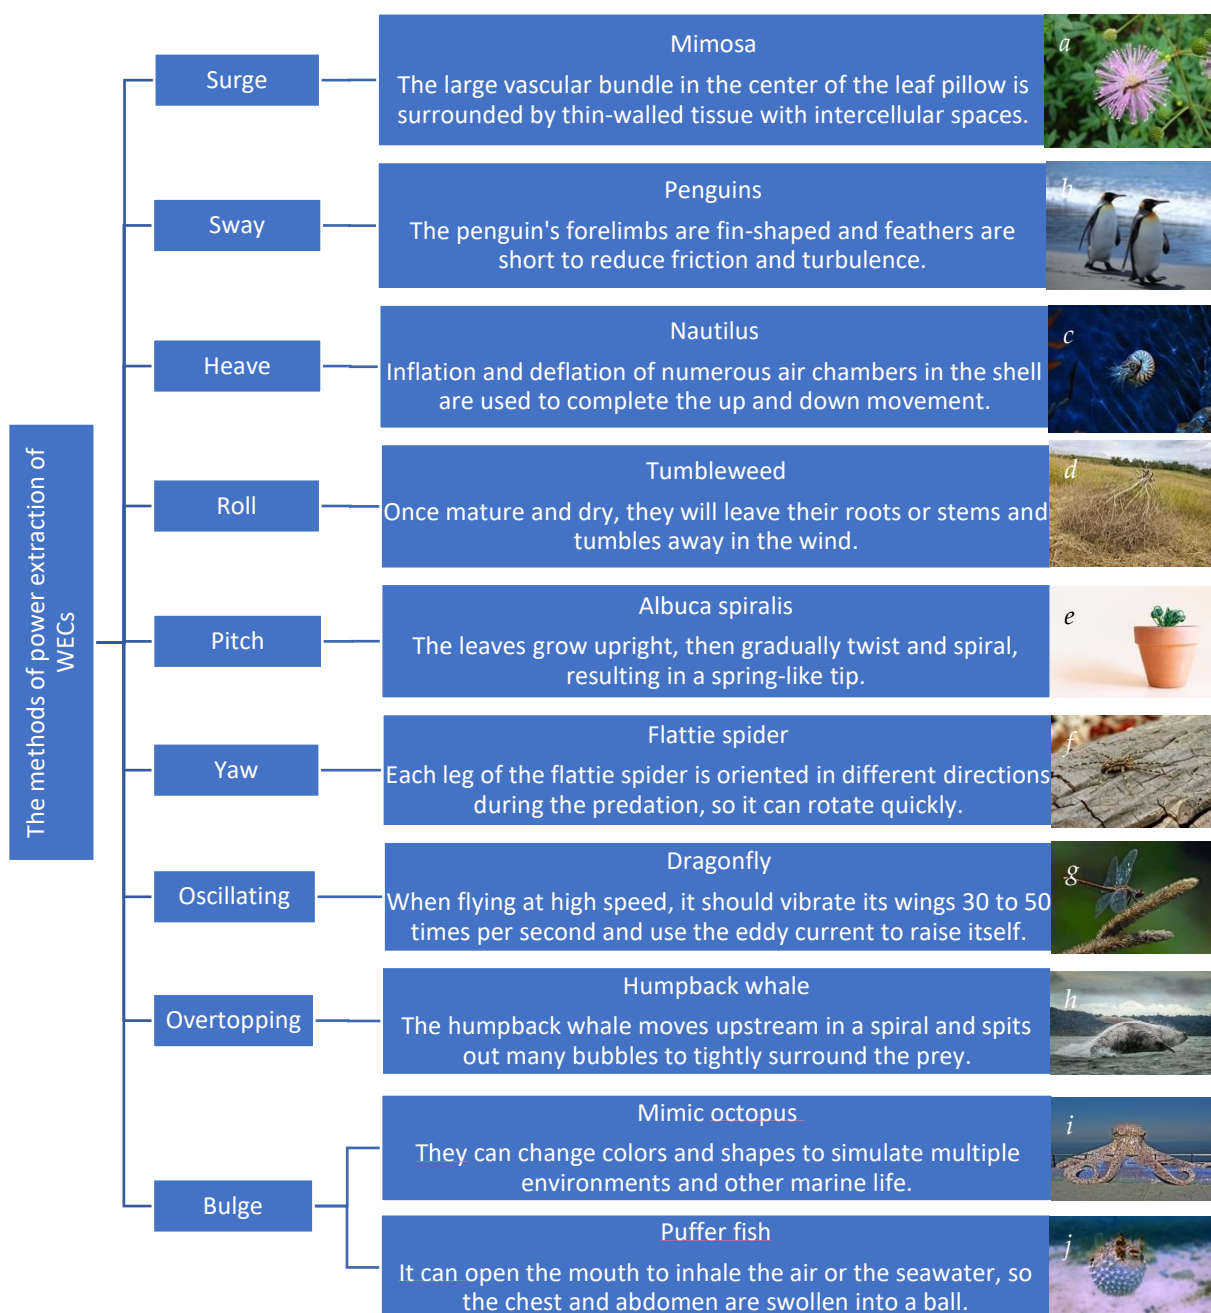 The methods of power extraction of
WECs
Surge
Mimosa
The large vascular bundle in the center of the leaf pillow is
surrounded by thin-walled tissue with intercellular spaces.
a
Sway
Penguins
The penguin's forelimbs are fin-shaped and feathers are
short to reduce friction and turbulence.
b
Heave
Nautilus
Inflation and deflation of numerous air chambers in the shell
are used to complete the up and down movement.
c
Roll
Tumbleweed
Once mature and dry, they will leave their roots or stems and
tumbles away in the wind.
d
Pitch
Albuca spiralis
The leaves grow upright, then gradually twist and spiral,
resulting in a spring-like tip.
e
Yaw
Flattie spider
Each leg of the flattie spider is oriented in different directions
during the predation, so it can rotate quickly.
f
Oscillating
Dragonfly
When flying at high speed, it should vibrate its wings 30 to 50
times per second and use the eddy current to raise itself.
g
Overtopping
Humpback whale
The humpback whale moves upstream in a spiral and spits
out many bubbles to tightly surround the prey.
h
Bulge
Mimic octopus
They can change colors and shapes to simulate multiple
environments and other marine life.
i
Puffer fish
It can open the mouth to inhale the air or the seawater, so
the chest and abdomen are swollen into a ball.
j